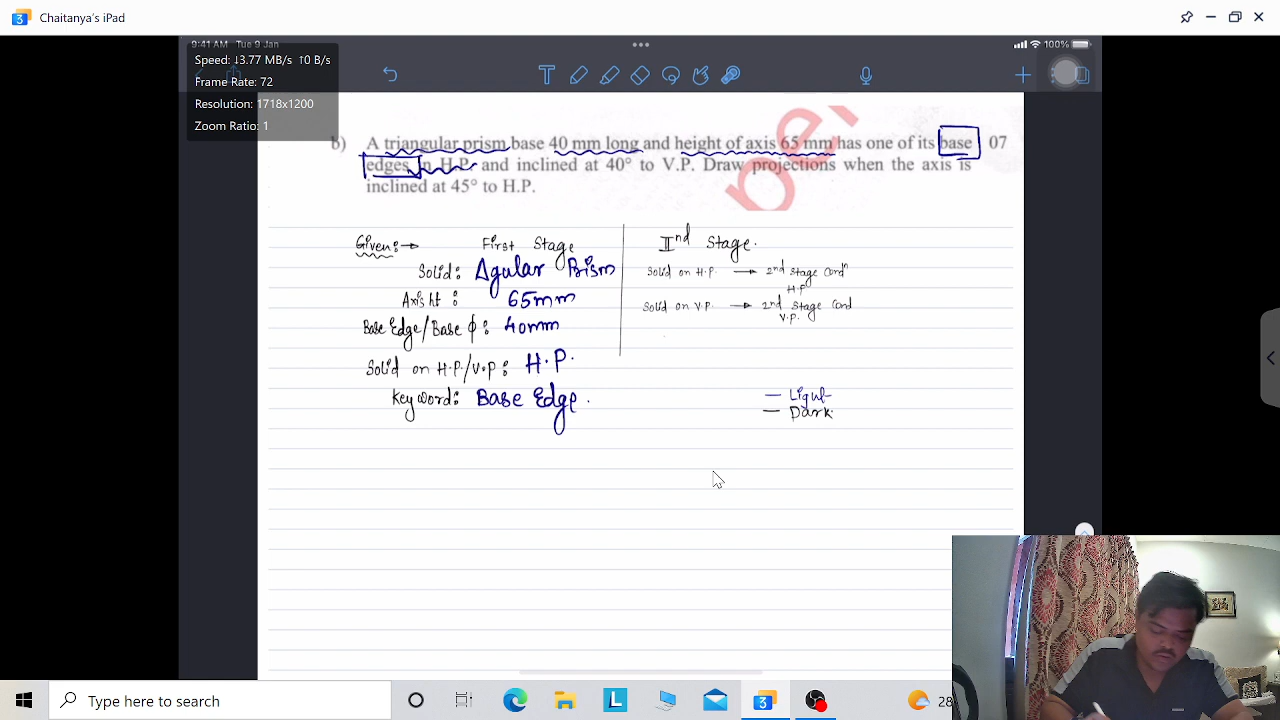 Chaitanya's iPad
9:41 AM Tue 9 Jan
100%
Speed: ↓3.77 MB/s ↑0 B/s
Frame Rate: 72
Resolution: 1718x1200
Zoom Ratio: 1
b) A triangular prism base 40 mm long and height of axis 65 mm has one of its base 07
edges in H.P. and inclined at 40° to V.P. Draw projections when the axis is
inclined at 45° to H.P.
Given:→ First Stage
Solid: Δgular Prism
Axis ht : 65mm
Base Edge/Base ϕ: 40mm
Solid on H.P/V.P: H.P.
Keyword: Base Edge.
IInd Stage.
Solid on H.P. → 2nd Stage Condn
H.P
Solid on V.P. → 2nd Stage Cond
V.P.
— Light
— Dark
Type here to search
28